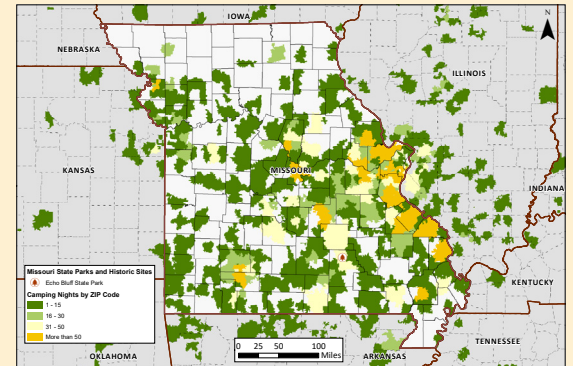 IOWA
N
NEBRASKA
ILLINOIS
KANSAS
MISSOURI
INDIANA
Missouri State Parks and Historic Sites
Echo Bluff State Park
Camping Nights by ZIP Code
1 - 15
16 - 30
31 - 50
More than 50
KENTUCKY
0 25 50 100
Miles
TENNESSEE
OKLAHOMA
ARKANSAS